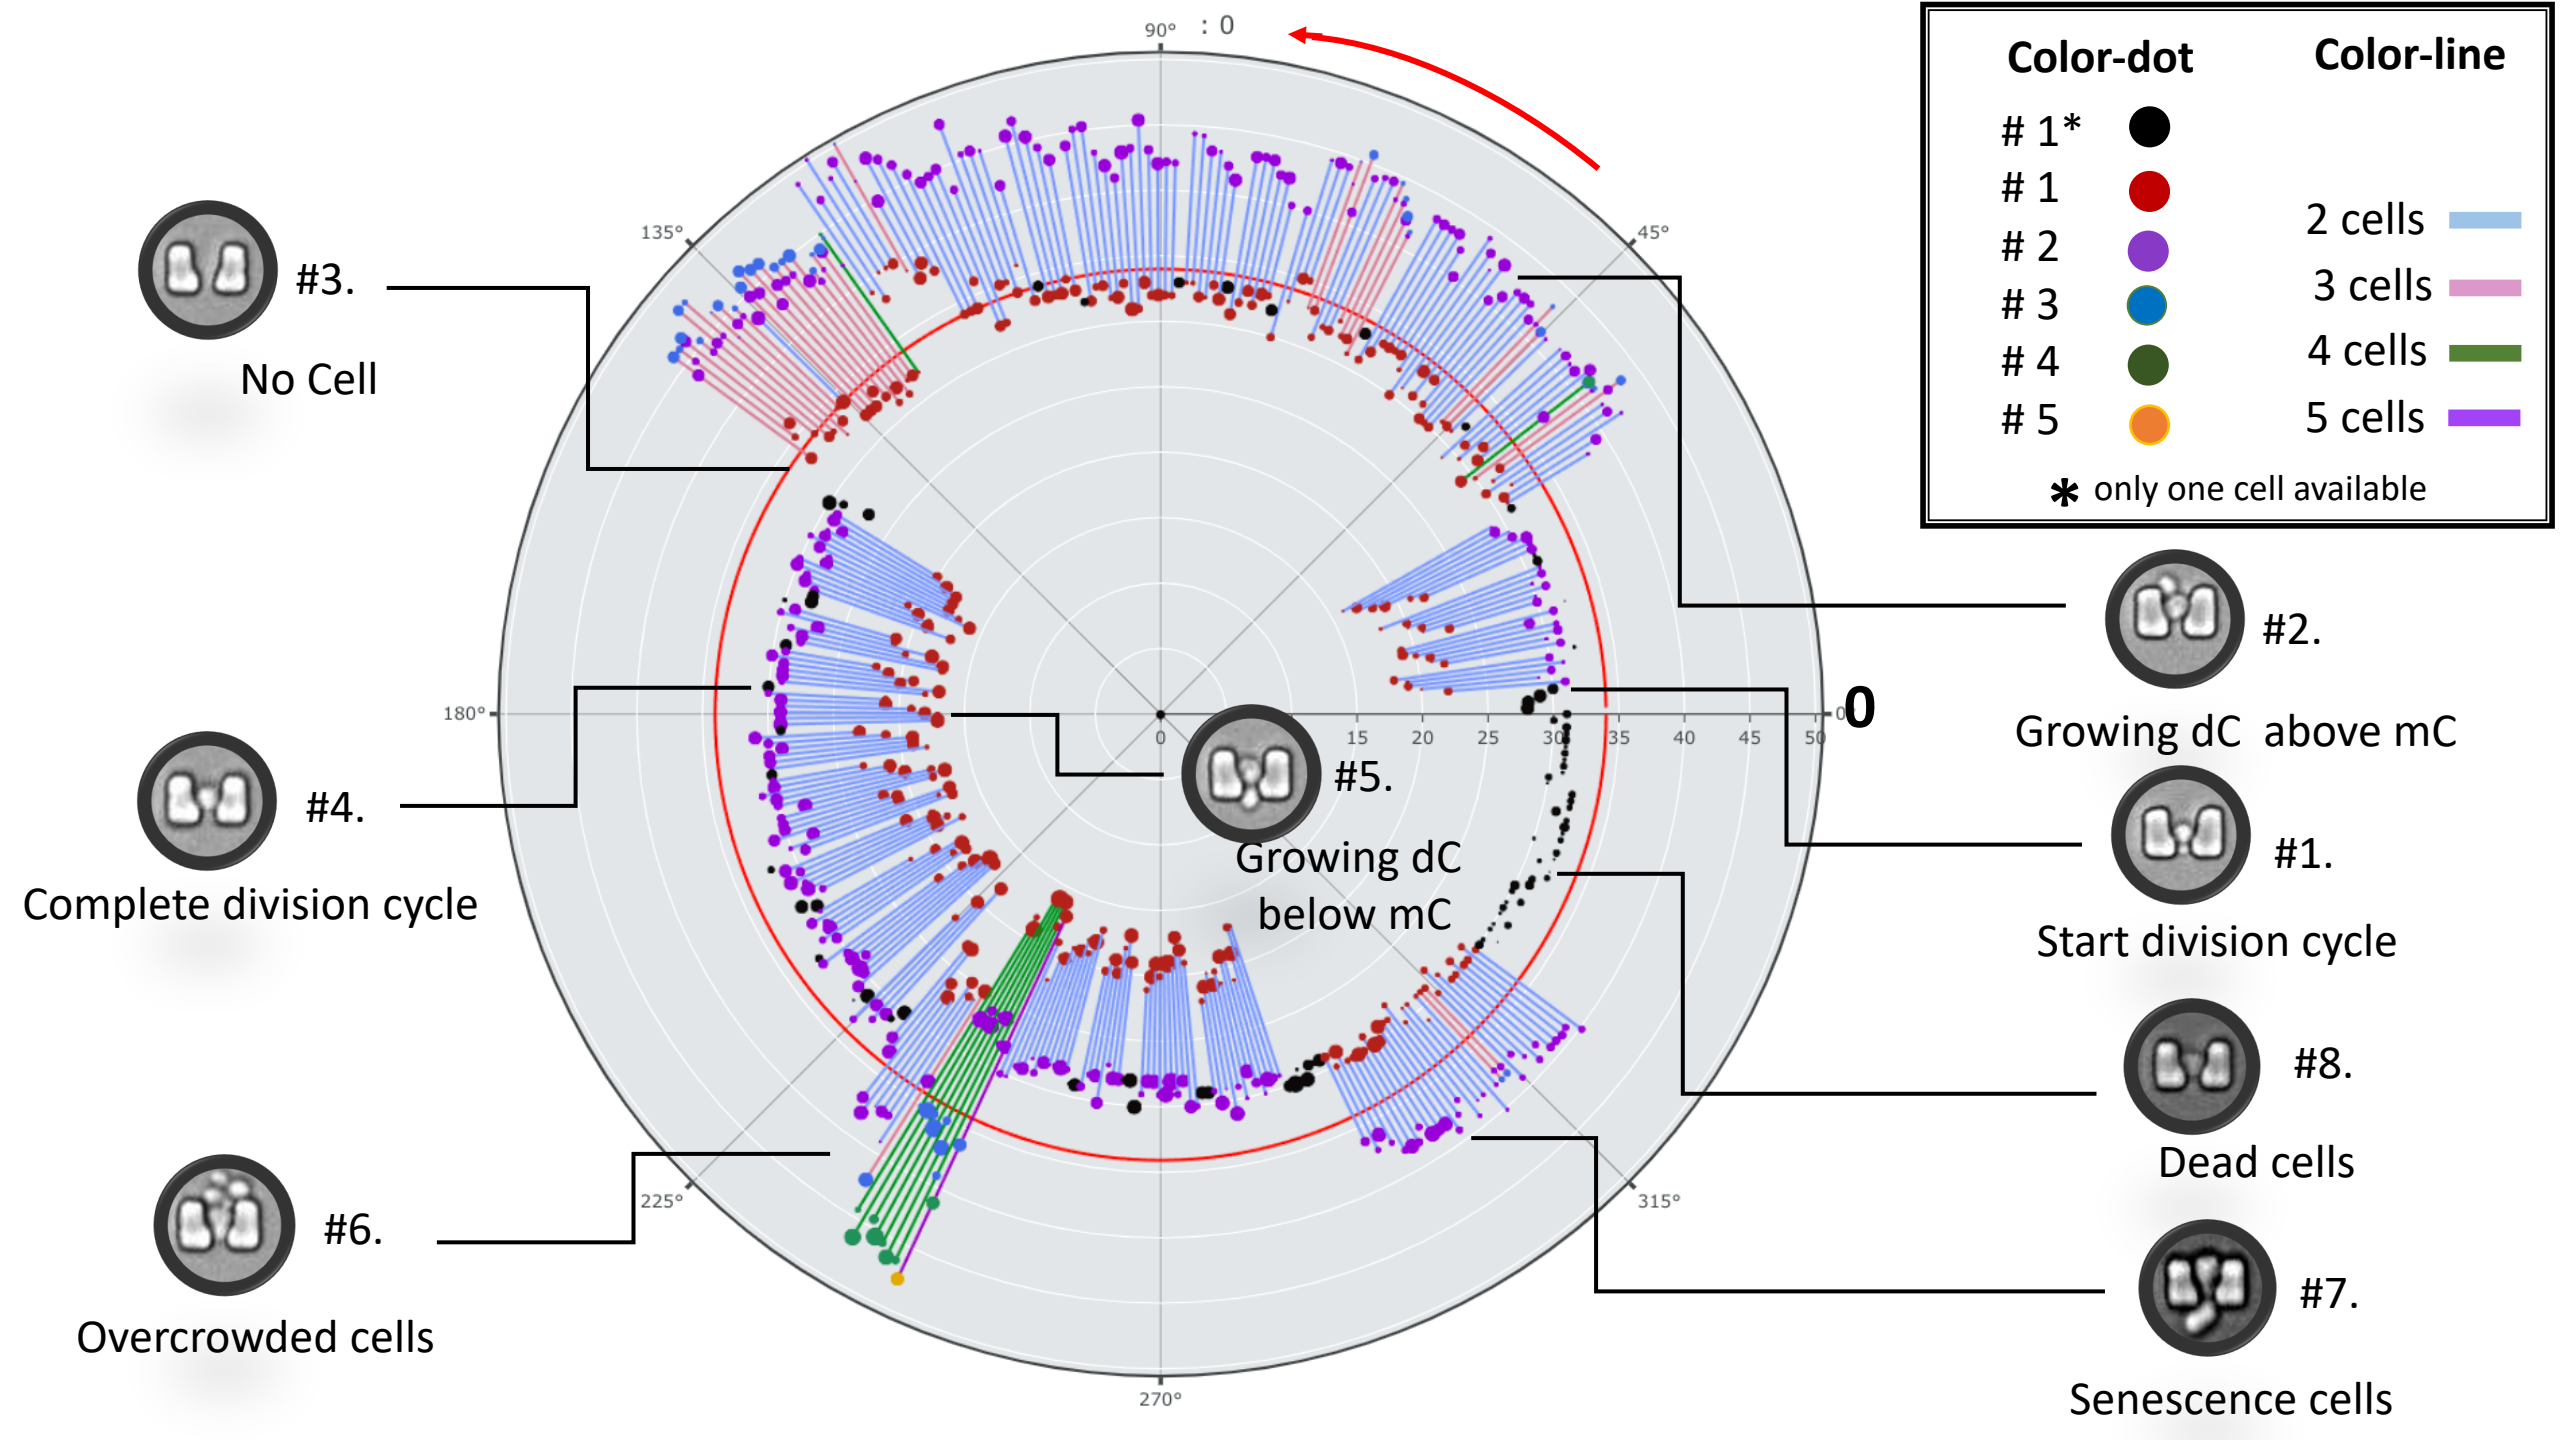 90° : 0
Color-dot
Color-line
# 1*
# 1
# 2
# 3
# 4
# 5
2 cells
3 cells
4 cells
5 cells
* only one cell available
135°
45°
#3.
No Cell
#2.
Growing dC above mC
180°
0
15
20
25
30
35
40
45
50
0°
0
#4.
Complete division cycle
#5.
Growing dC
below mC
#1.
Start division cycle
#8.
Dead cells
225°
315°
#6.
Overcrowded cells
#7.
Senescence cells
270°